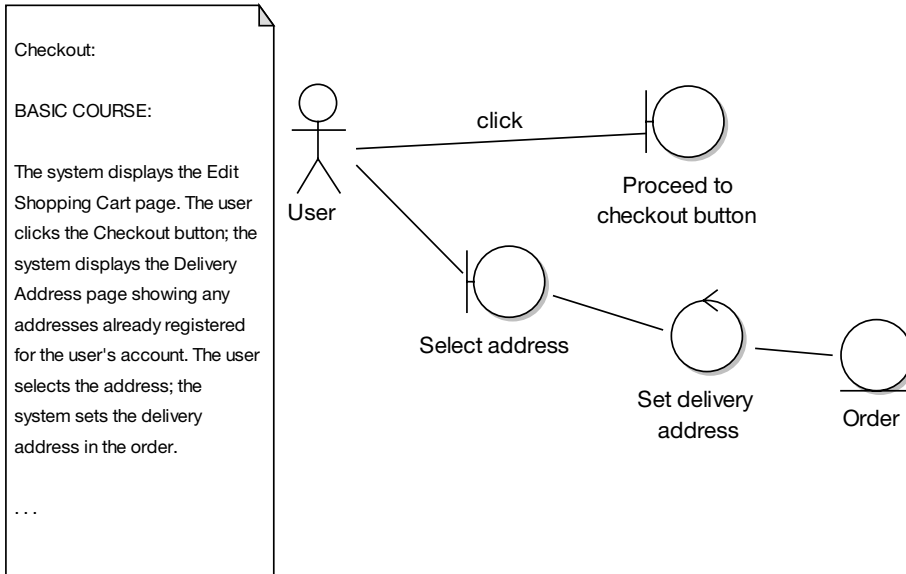 Checkout:
BASIC COURSE:
The system displays the Edit
Shopping Cart page. The user
clicks the Checkout button; the
system displays the Delivery
Address page showing any
addresses already registered
for the user's account. The user
selects the address; the
system sets the delivery
address in the order.
. . .
User
click
Proceed to
checkout button
Select address
Set delivery
address
Order